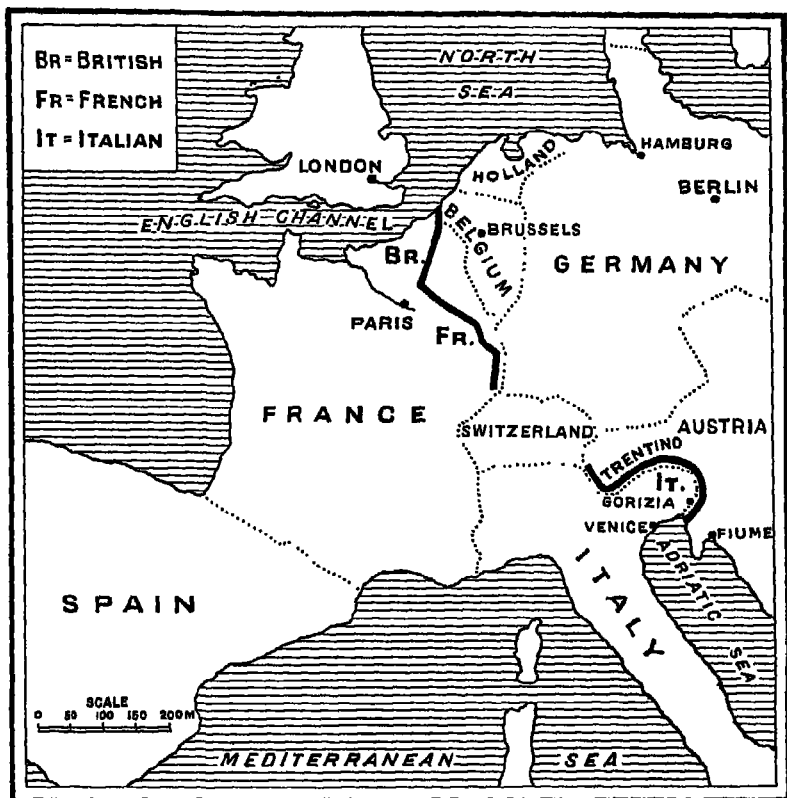 BR = BRITISH
FR = FRENCH
IT = ITALIAN
NORTH
SEA
HOLLAND
HAMBURG
LONDON
BERLIN
ENGLISH CHANNEL
BELGIUM
BRUSSELS
BR.
GERMANY
PARIS
FR.
FRANCE
SWITZERLAND
AUSTRIA
TRENTINO
IT.
GORIZIA
VENICE
FIUME
ADRIATIC
SEA
ITALY
SPAIN
SCALE
0 50 100 150 200M
MEDITERRANEAN SEA